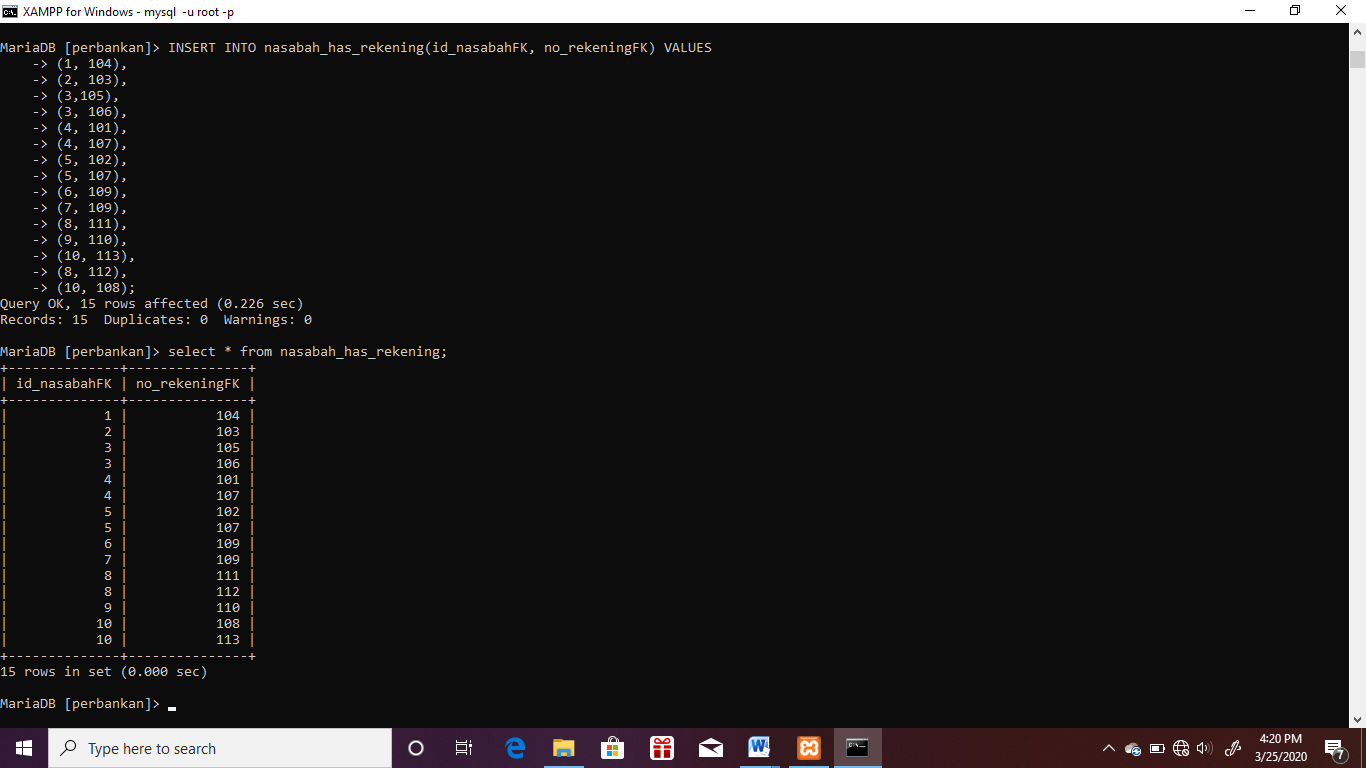 XAMPP for Windows - mysql  -u root -p
MariaDB [perbankan]> INSERT INTO nasabah_has_rekening(id_nasabahFK, no_rekeningFK) VALUES
    -> (1, 104),
    -> (2, 103),
    -> (3,105),
    -> (3, 106),
    -> (4, 101),
    -> (4, 107),
    -> (5, 102),
    -> (5, 107),
    -> (6, 109),
    -> (7, 109),
    -> (8, 111),
    -> (9, 110),
    -> (10, 113),
    -> (8, 112),
    -> (10, 108);
Query OK, 15 rows affected (0.226 sec)
Records: 15  Duplicates: 0  Warnings: 0
MariaDB [perbankan]> select * from nasabah_has_rekening;
+--------------+---------------+
| id_nasabahFK | no_rekeningFK |
+--------------+---------------+
|            1 |           104 |
|            2 |           103 |
|            3 |           105 |
|            3 |           106 |
|            4 |           101 |
|            4 |           107 |
|            5 |           102 |
|            5 |           107 |
|            6 |           109 |
|            7 |           109 |
|            8 |           111 |
|            8 |           112 |
|            9 |           110 |
|           10 |           108 |
|           10 |           113 |
+--------------+---------------+
15 rows in set (0.000 sec)
MariaDB [perbankan]>
Type here to search
4:20 PM
3/25/2020
7